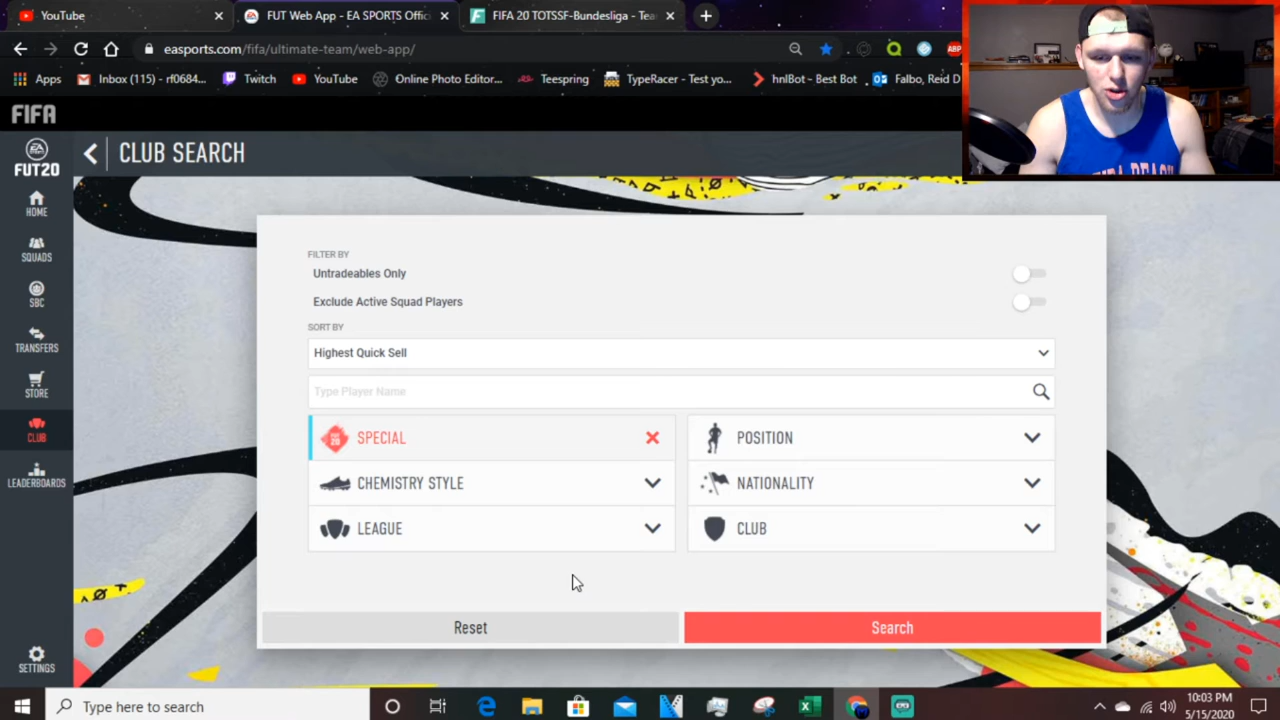 YouTube
FUT Web App - EA SPORTS Offic
FIFA 20 TOTSSF-Bundesliga - Tea
easports.com/fifa/ultimate-team/web-app/
ABP
Apps
Inbox (115) - rf0684...
Twitch
YouTube
Online Photo Editor...
Teespring
TypeRacer - Test yo...
hnlBot - Best Bot
Falbo, Reid D
FIFA
FUT20
CLUB SEARCH
HOME
SQUADS
SBC
TRANSFERS
STORE
CLUB
LEADERBOARDS
SETTINGS
FILTER BY
Untradeables Only
Exclude Active Squad Players
SORT BY
Highest Quick Sell
Type Player Name
SPECIAL
POSITION
CHEMISTRY STYLE
NATIONALITY
LEAGUE
CLUB
Reset
Search
Type here to search
10:03 PM
5/15/2020